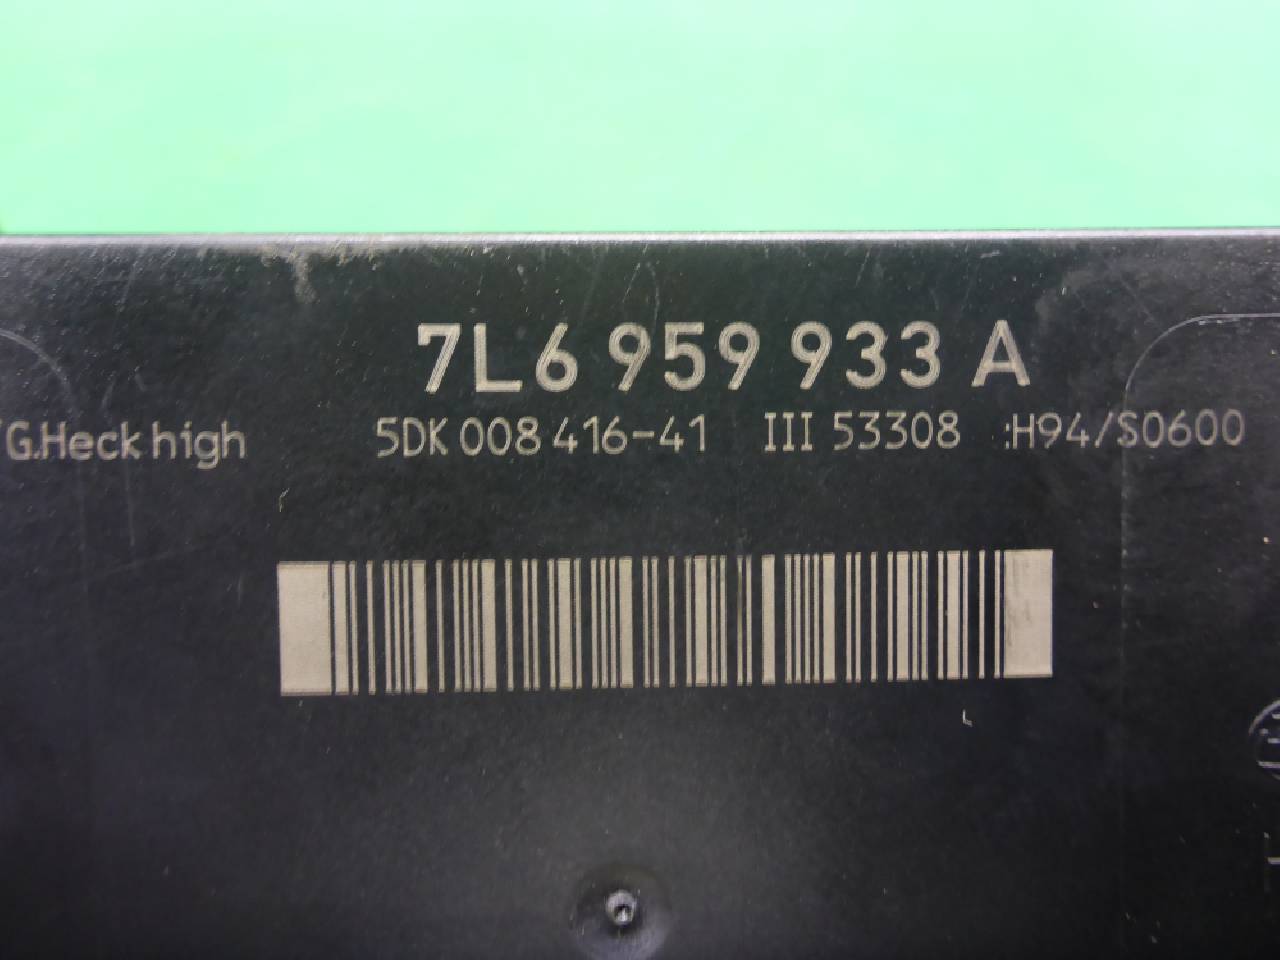 7L6 959 933 A
G.Heck high 5DK 008 416-41 III 53308 :H94/S0600